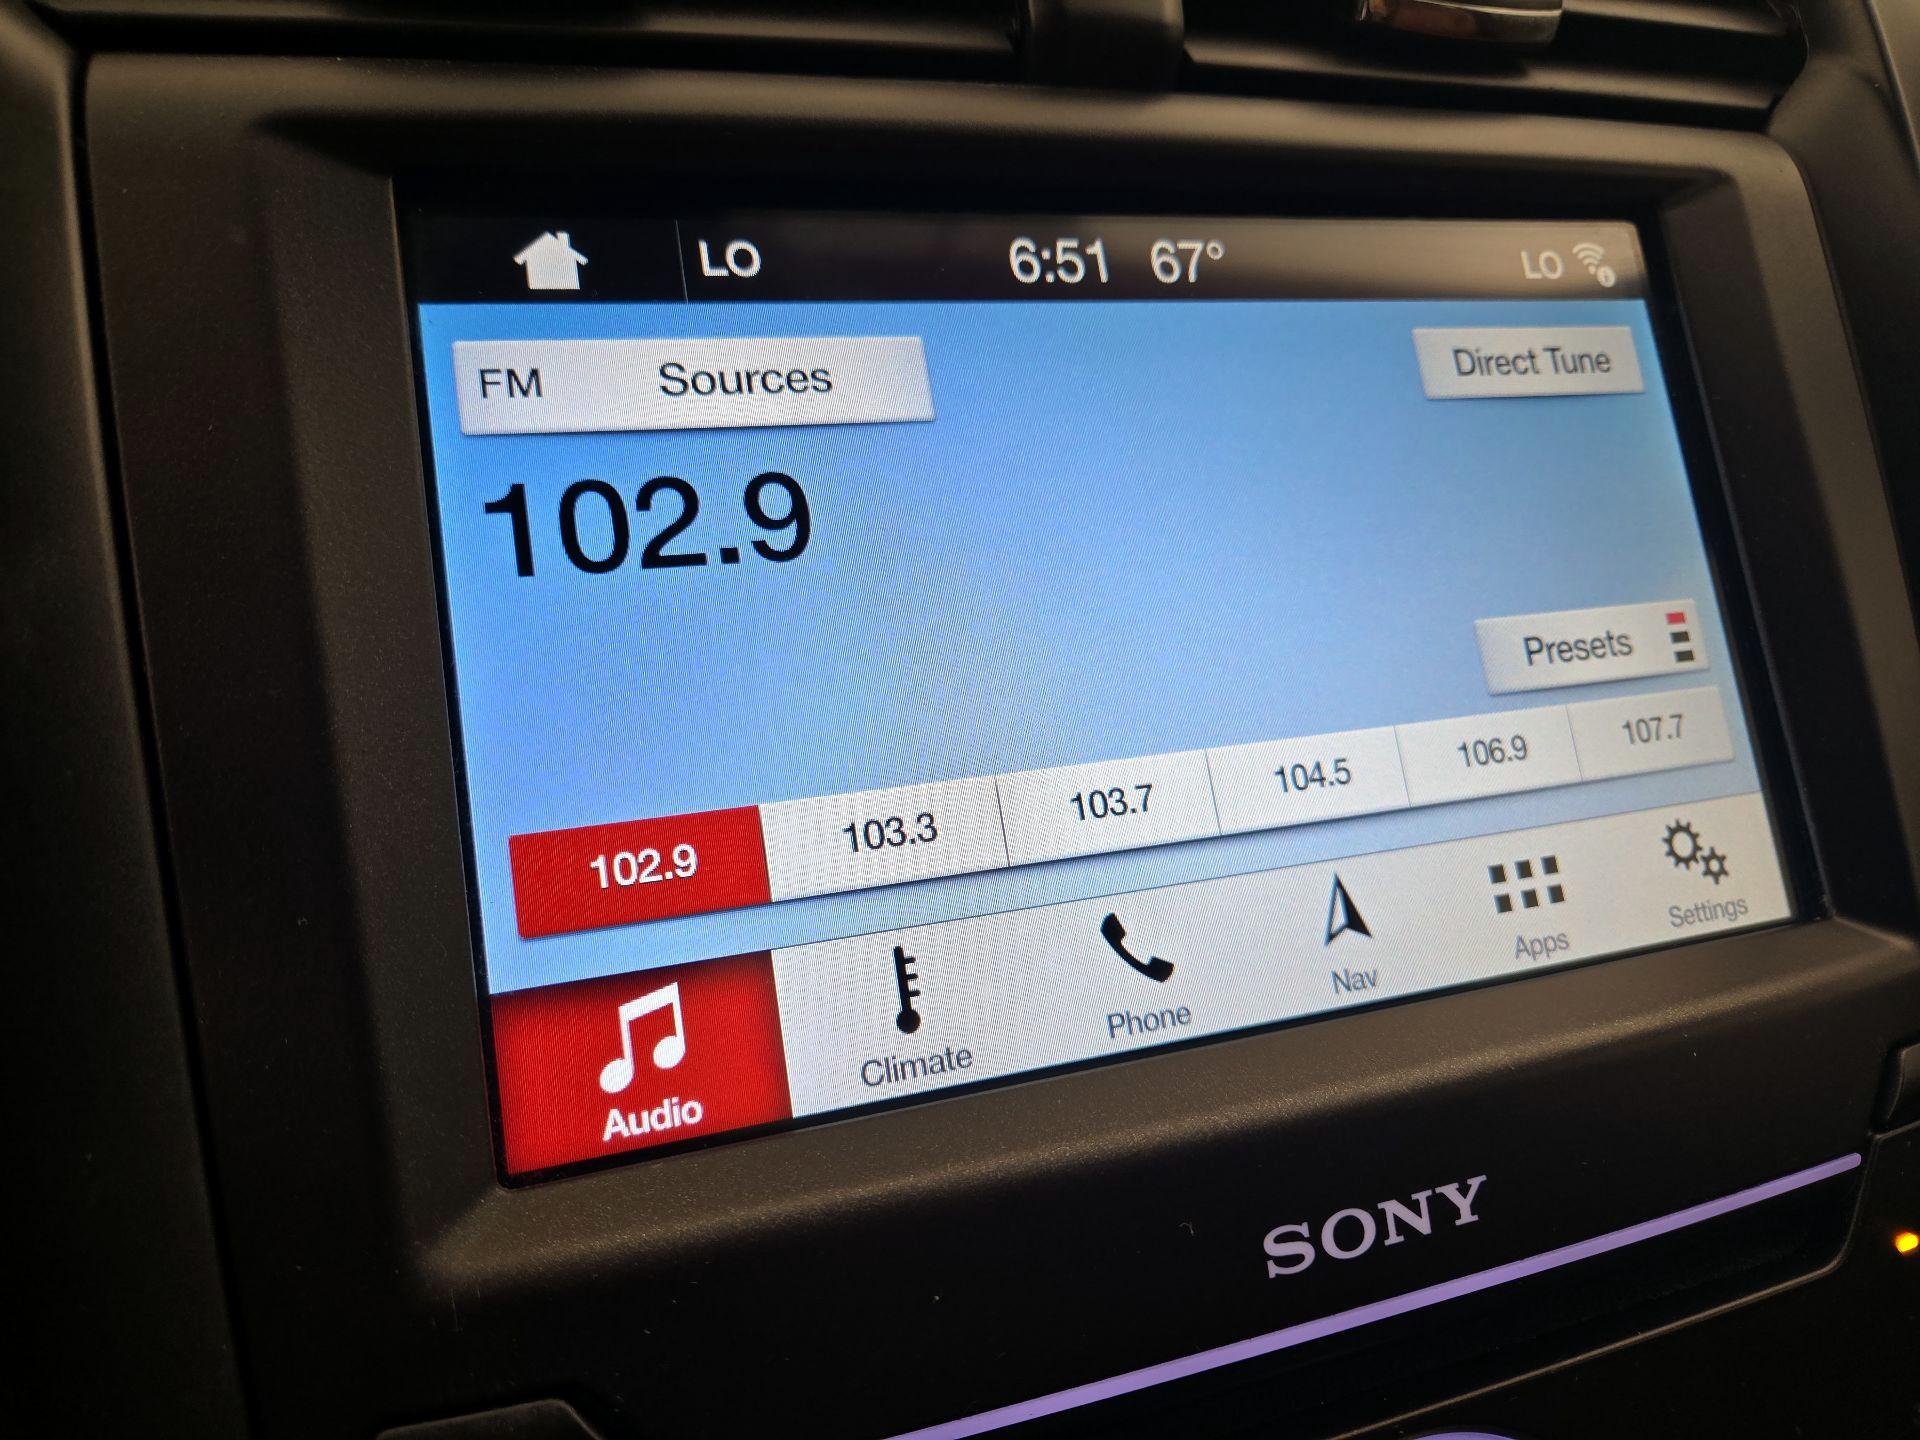 LO 6:51 67° LO
FM Sources Direct Tune
102.9
Presets
102.9 103.3 103.7 104.5 106.9 107.7
Audio Climate Phone Nav Apps Settings
SONY